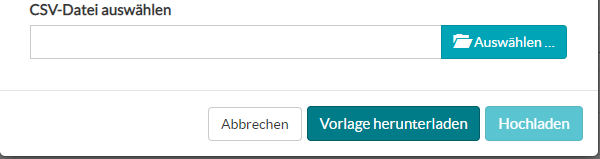 CSV-Datei auswählen
Auswählen ...
Abbrechen
Vorlage herunterladen
Hochladen